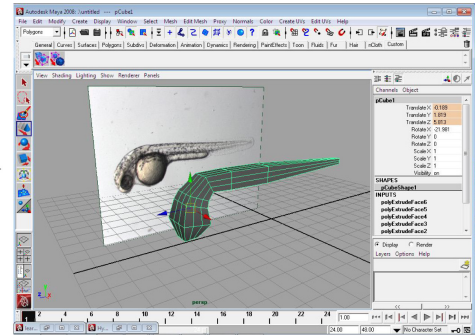 Autodesk Maya 2008: \untitled --- pCube1
File Edit Modify Create Display Window Select Mesh Edit Mesh Proxy Normals Color Create UVs Edit UVs Help
Polygons
General Curves Surfaces Polygons Subdivs Deformation Animation Dynamics Rendering PaintEffects Toon Fluids Fur Hair nCloth Custom
View Shading Lighting Show Renderer Panels
Channels Object
pCube1
Translate X -0.189
Translate Y 1.819
Translate Z 5.813
Rotate X -21.981
Rotate Y 0
Rotate Z 0
Scale X 1
Scale Y 1
Scale Z 1
Visibility on
SHAPES
pCubeShape1
INPUTS
polyExtrudeFace6
polyExtrudeFace5
polyExtrudeFace4
polyExtrudeFace3
polyExtrudeFace2
Display Render
Layers Options Help
persp
2 4 6 8 10 12 14 16 18 20 22 24 1.00
24.00 48.00 No Character Set